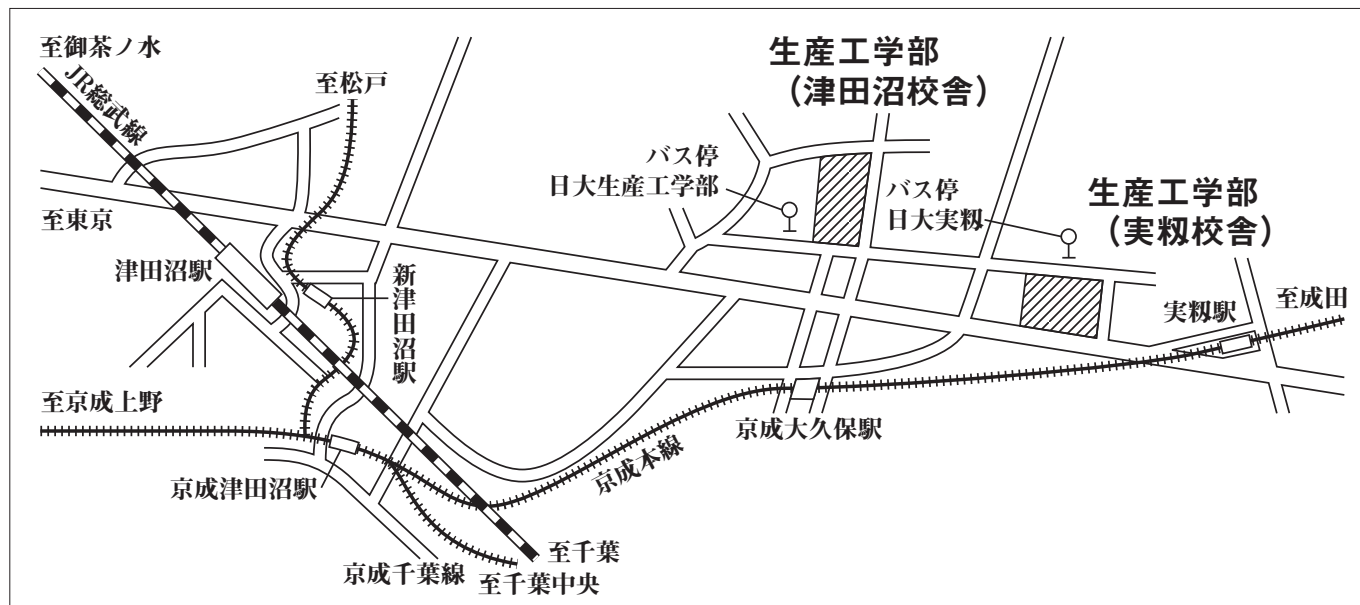 至御茶ノ水
JR総武線
至松戸
生産工学部
（津田沼校舎）
バス停
日大生産工学部
バス停
日大実籾
生産工学部
（実籾校舎）
至東京
津田沼駅
新津田沼駅
実籾駅
至成田
至京成上野
京成大久保駅
京成本線
京成津田沼駅
京成千葉線
至千葉
至千葉中央